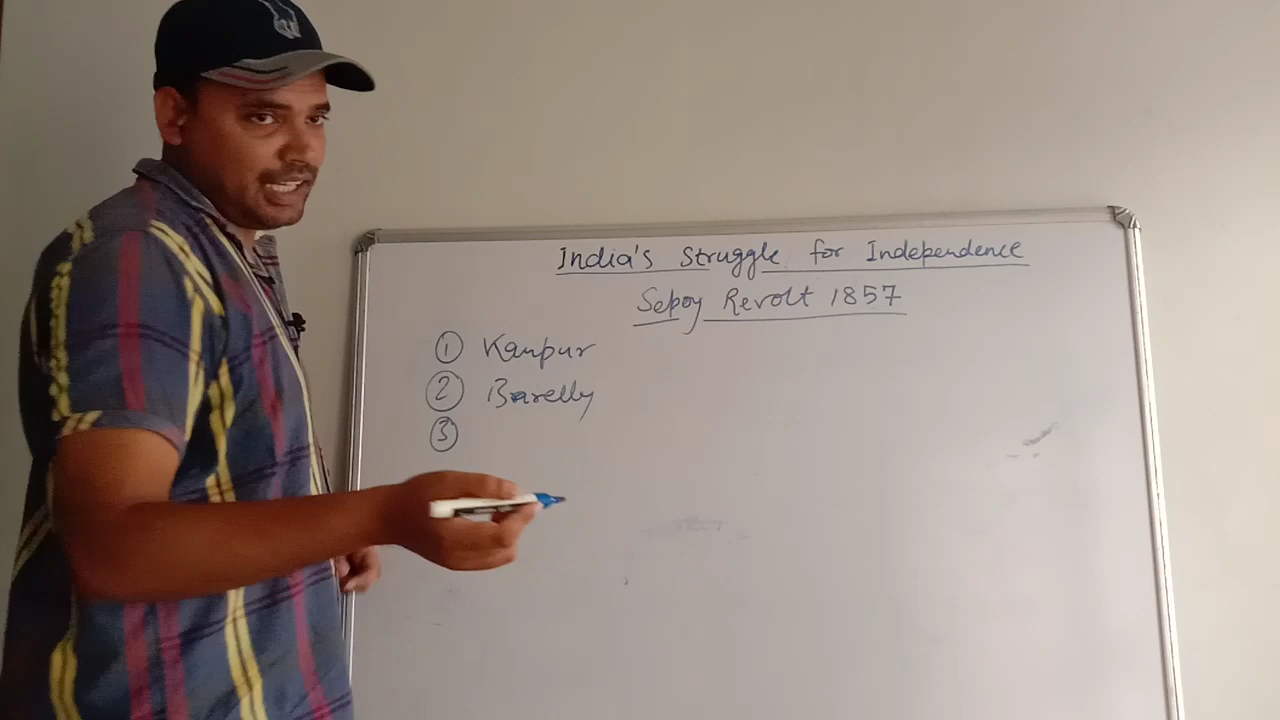 India's Struggle for Independence
Sepoy Revolt 1857
① Kanpur
② Barelly
③